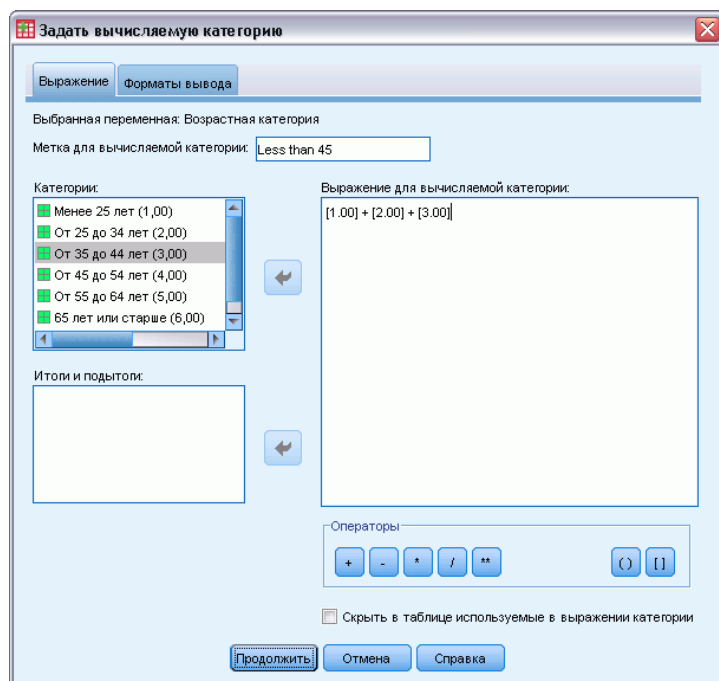 Задать вычисляемую категорию
Выражение
Форматы вывода
Выбранная переменная: Возрастная категория
Метка для вычисляемой категории: Less than 45
Категории:
Менее 25 лет (1,00)
От 25 до 34 лет (2,00)
От 35 до 44 лет (3,00)
От 45 до 54 лет (4,00)
От 55 до 64 лет (5,00)
65 лет или старше (6,00)
Выражение для вычисляемой категории:
[1.00] + [2.00] + [3.00]
Итоги и подытоги:
Операторы
+ - * / ** ( ) [ ]
Скрыть в таблице используемые в выражении категории
Продолжить Отмена Справка